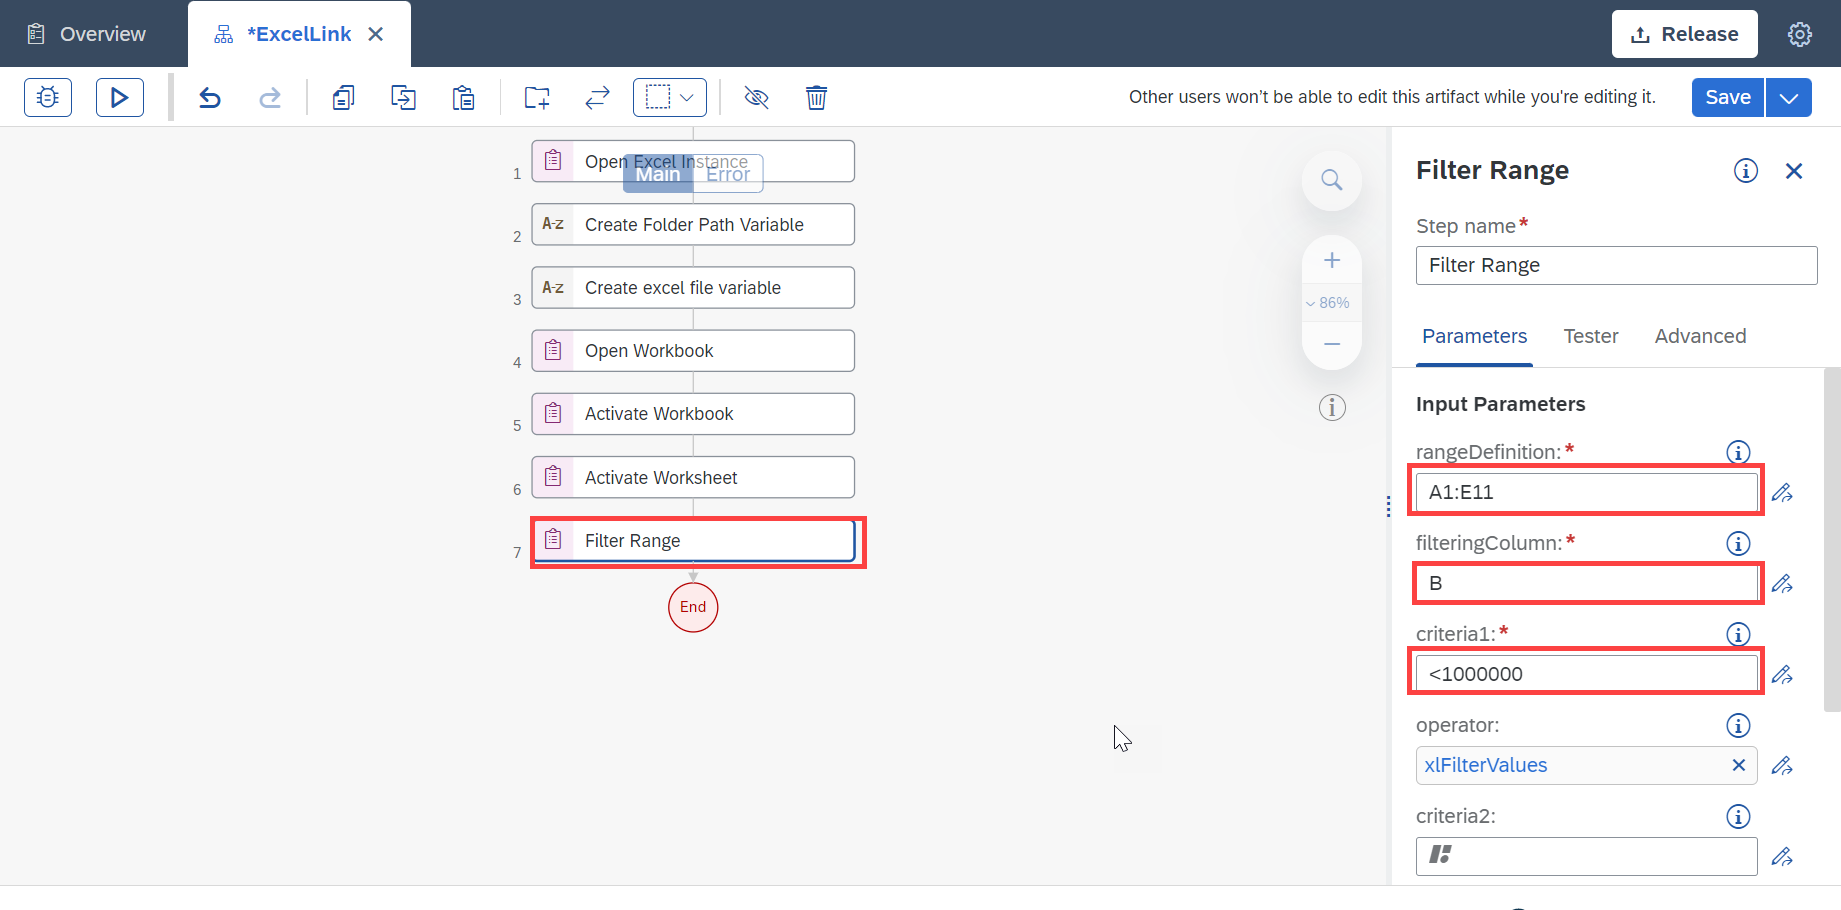 Overview
*ExcelLink
Release
Other users won't be able to edit this artifact while you're editing it.
Save
1
Open Excel Instance
Main
Error
2
A-Z
Create Folder Path Variable
3
A-Z
Create excel file variable
4
Open Workbook
5
Activate Workbook
6
Activate Worksheet
7
Filter Range
End
86%
Filter Range
Step name*
Filter Range
Parameters
Tester
Advanced
Input Parameters
rangeDefinition:*
A1:E11
filteringColumn:*
B
criteria1:*
<1000000
operator:
xlFilterValues
criteria2: